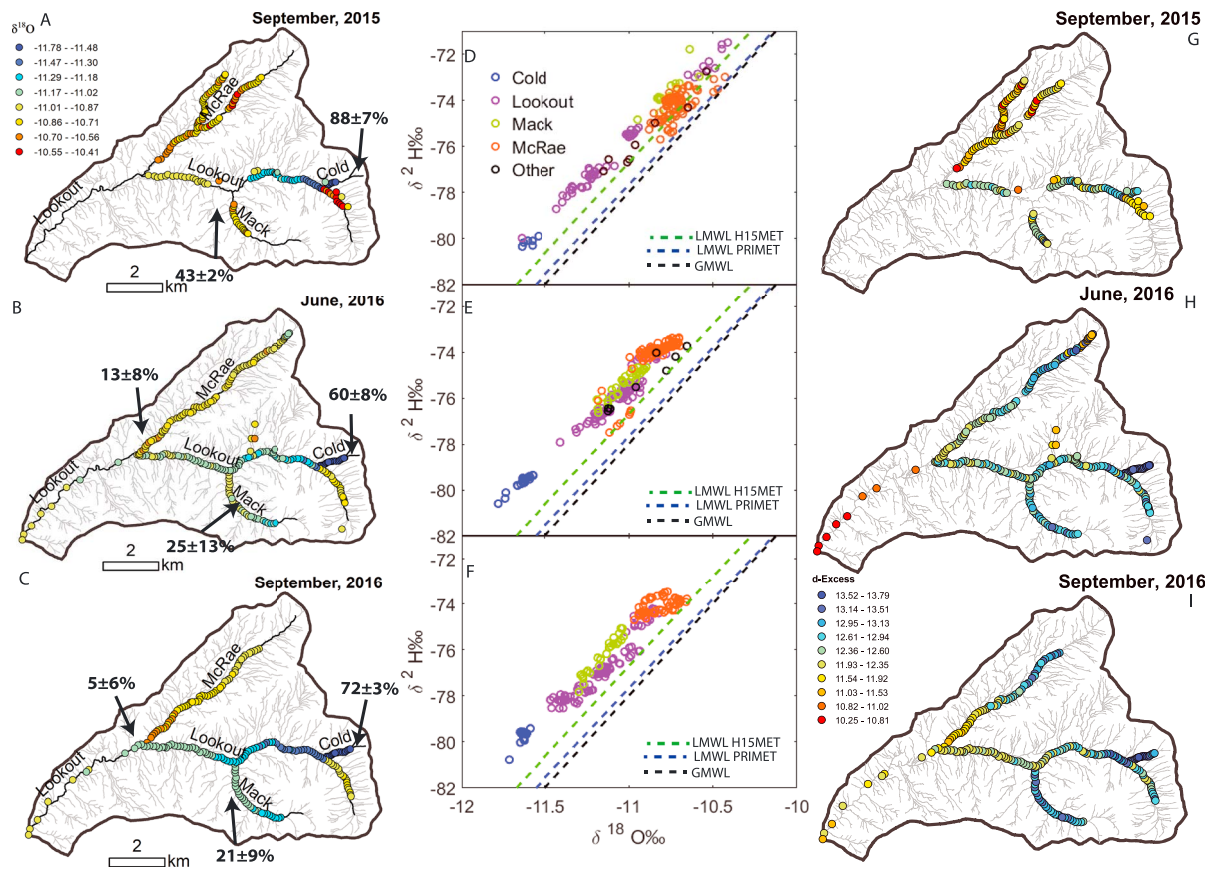 A
September, 2015
δ¹⁸O
-11.78 - -11.48
-11.47 - -11.30
-11.29 - -11.18
-11.17 - -11.02
-11.01 - -10.87
-10.86 - -10.71
-10.70 - -10.56
-10.55 - -10.41
McRae
88±7%
Lookout
Cold
Lookout
Mack
43±2%
2
km
B
June, 2016
13±8%
McRae
60±8%
Lookout
Cold
Lookout
Mack
25±13%
2
km
C
September, 2016
McRae
5±6%
72±3%
Lookout
Cold
Lookout
Mack
21±9%
2
km
D
Cold
Lookout
Mack
McRae
Other
-72
-74
-76
-78
-80
-82
δ ² H‰
LMWL H15MET
LMWL PRIMET
GMWL
E
-72
-74
-76
-78
-80
-82
δ ² H‰
LMWL H15MET
LMWL PRIMET
GMWL
F
-74
-76
-78
-80
-82
δ ² H‰
LMWL H15MET
LMWL PRIMET
GMWL
-12
-11.5
-11
-10.5
-10
δ ¹⁸ O‰
September, 2015
G
June, 2016
H
September, 2016
I
d-Excess
13.52 - 13.79
13.14 - 13.51
12.95 - 13.13
12.61 - 12.94
12.36 - 12.60
11.93 - 12.35
11.54 - 11.92
11.03 - 11.53
10.82 - 11.02
10.25 - 10.81